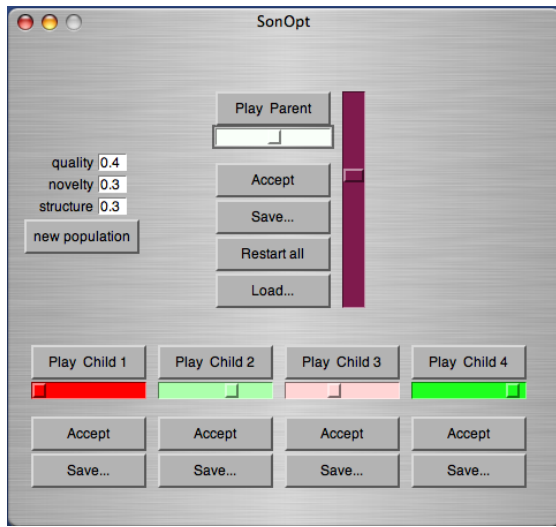 SonOpt
Play Parent
quality 0.4
novelty 0.3
structure 0.3
new population
Accept
Save...
Restart all
Load...
Play Child 1 Play Child 2 Play Child 3 Play Child 4
Accept Accept Accept Accept
Save... Save... Save... Save...